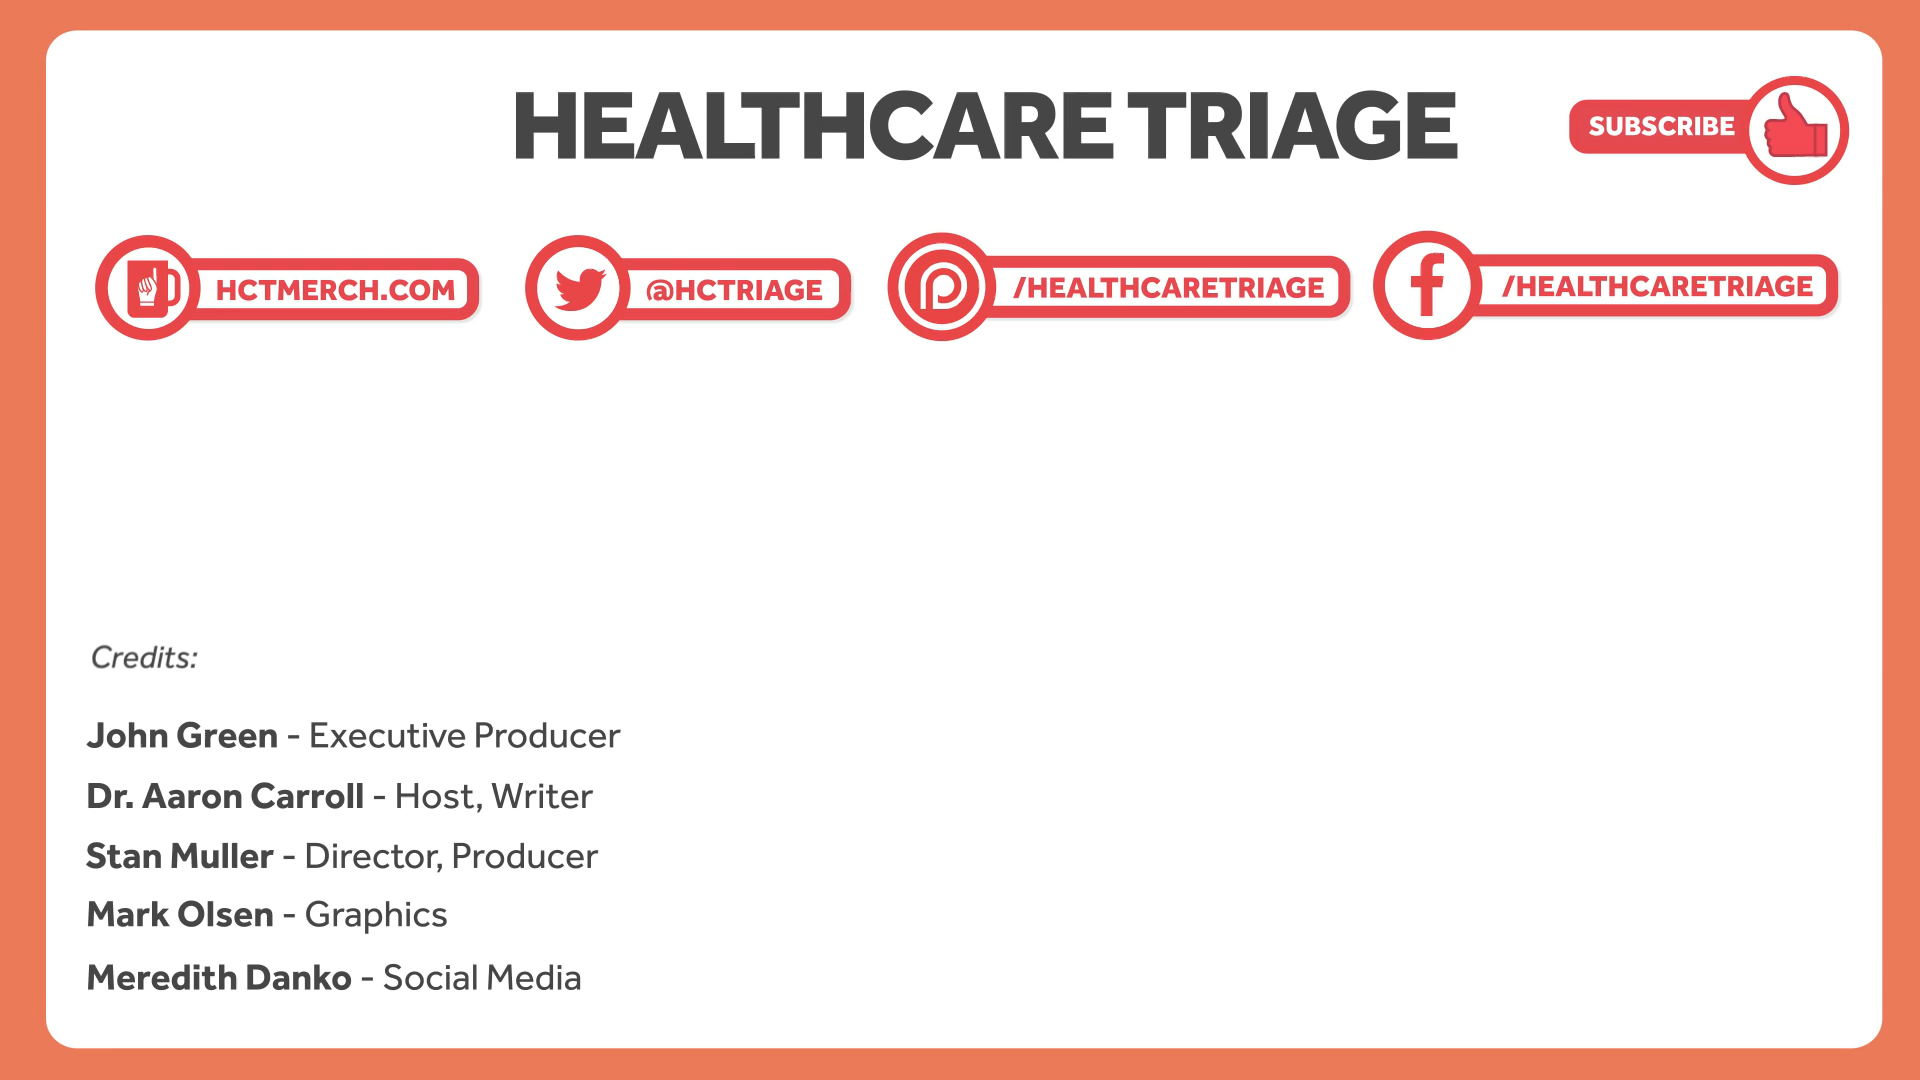 HEALTHCARE TRIAGE
SUBSCRIBE
HCTMERCH.COM
@HCTRIAGE
/HEALTHCARETRIAGE
/HEALTHCARETRIAGE
Credits:
John Green - Executive Producer
Dr. Aaron Carroll - Host, Writer
Stan Muller - Director, Producer
Mark Olsen - Graphics
Meredith Danko - Social Media